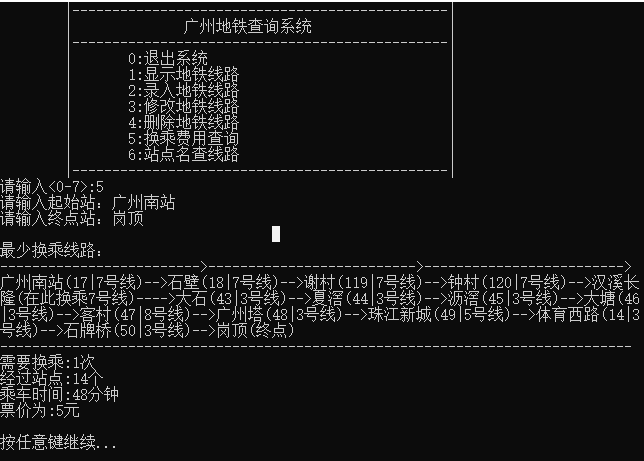 广州地铁查询系统
0:退出系统
1:显示地铁线路
2:录入地铁线路
3:修改地铁线路
4:删除地铁线路
5:换乘费用查询
6:站点名查线路
请输入<0-7>:5
请输入起始站：广州南站
请输入终点站：岗顶
最少换乘线路：
广州南站(17|7号线)-->石壁(18|7号线)-->谢村(119|7号线)-->钟村(120|7号线)-->汉溪长
隆(在此换乘7号线)---->大石(43|3号线)-->夏滘(44|3号线)-->沥滘(45|3号线)-->大塘(46
|3号线)-->客村(47|8号线)-->广州塔(48|3号线)-->珠江新城(49|5号线)-->体育西路(14|3
号线)-->石牌桥(50|3号线)-->岗顶(终点)
需要换乘:1次
经过站点:14个
乘车时间:48分钟
票价为:5元
按任意键继续...